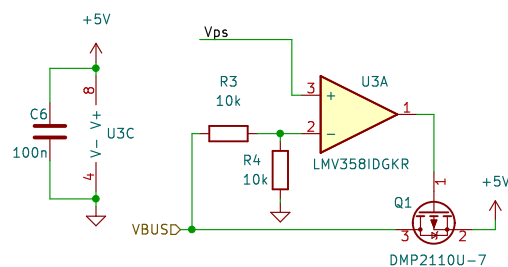 +5V
C6
100n
8
V+
V-
4
U3C
Vps
R3
10k
3
+
2
-
U3A
1
LMV358IDGKR
R4
10k
VBUS
Q1
1
3
2
+5V
DMP2110U-7